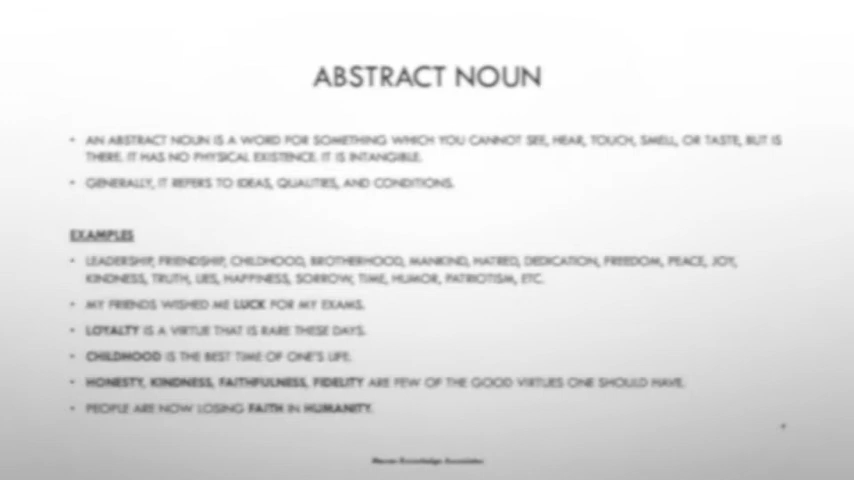 ABSTRACT NOUN
• AN ABSTRACT NOUN IS A WORD FOR SOMETHING WHICH YOU CANNOT SEE, HEAR, TOUCH, SMELL, OR TASTE, BUT IS
THERE. IT HAS NO PHYSICAL EXISTENCE. IT IS INTANGIBLE.
• GENERALLY, IT REFERS TO IDEAS, QUALITIES, AND CONDITIONS.
EXAMPLES
• LEADERSHIP, FRIENDSHIP, CHILDHOOD, BROTHERHOOD, MANKIND, HATRED, DEDICATION, FREEDOM, PEACE, JOY,
KINDNESS, TRUTH, LIES, HAPPINESS, SORROW, TIME, HUMOR, PATRIOTISM, ETC.
• MY FRIENDS WISHED ME LUCK FOR MY EXAMS.
• LOYALTY IS A VIRTUE THAT IS RARE THESE DAYS.
• CHILDHOOD IS THE BEST TIME OF ONE'S LIFE.
• HONESTY, KINDNESS, FAITHFULNESS, FIDELITY ARE FEW OF THE GOOD VIRTUES ONE SHOULD HAVE.
• PEOPLE ARE NOW LOSING FAITH IN HUMANITY.
Knowledge Associates